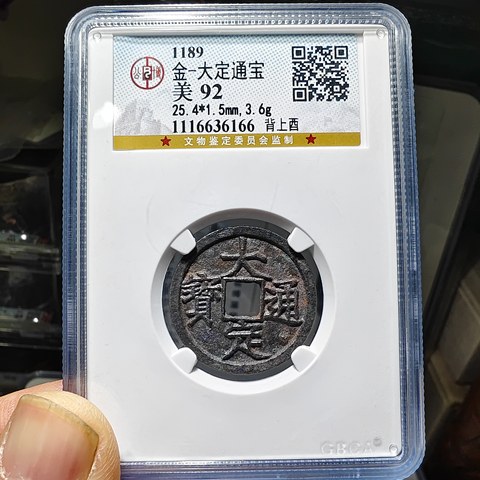 1189
金-大定通宝
美 92
25.4*1.5mm,3.6g
1116636166 背上酉
★ 文物鉴定委员会监制 ★
大
寶 通
定